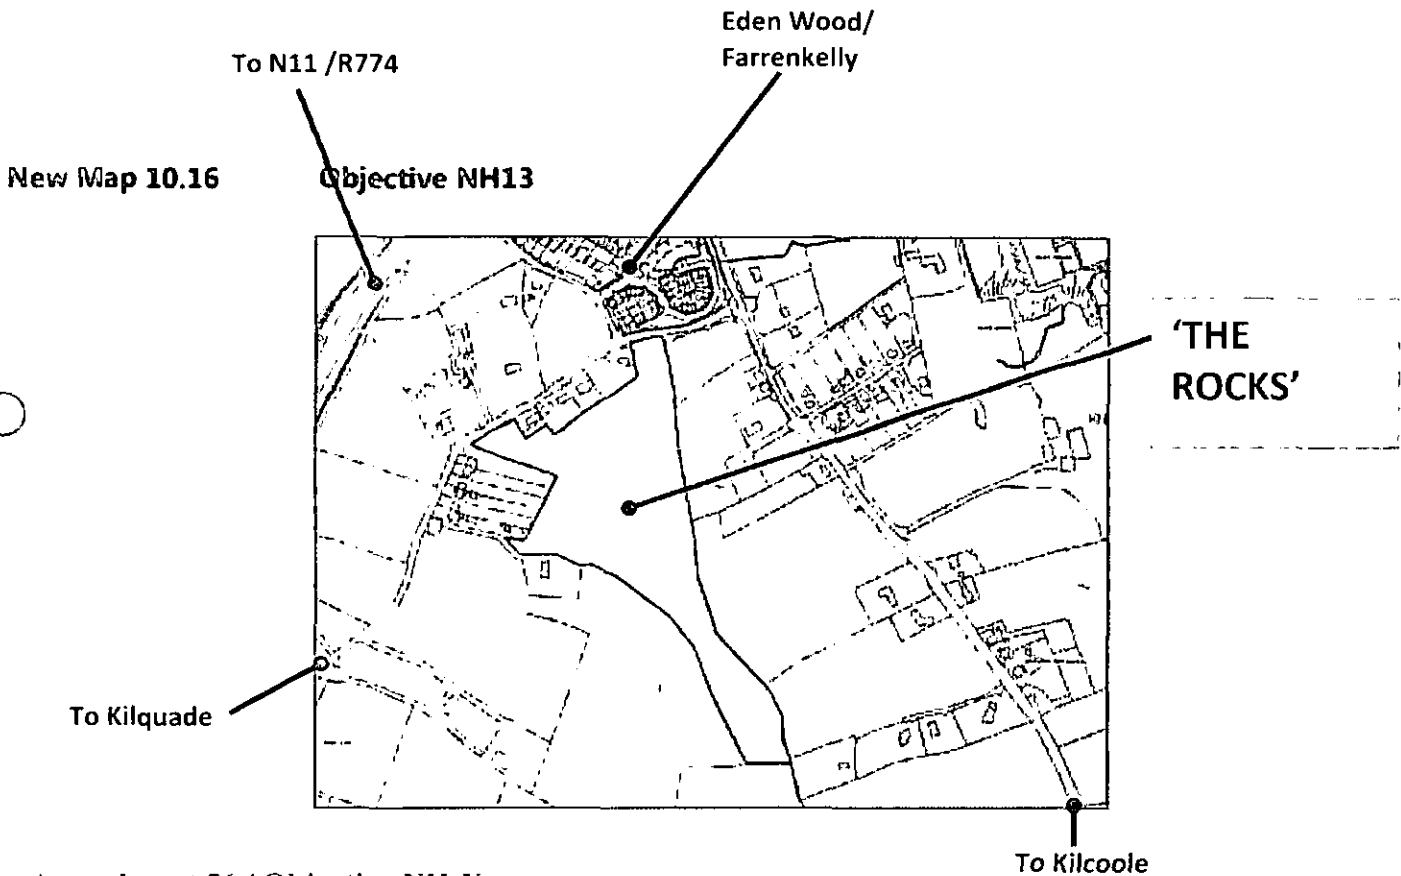 Eden Wood/
Farrenkelly
To N11 /R774
New Map 10.16 Objective NH13
'THE
ROCKS'
To Kilquade
To Kilcoole